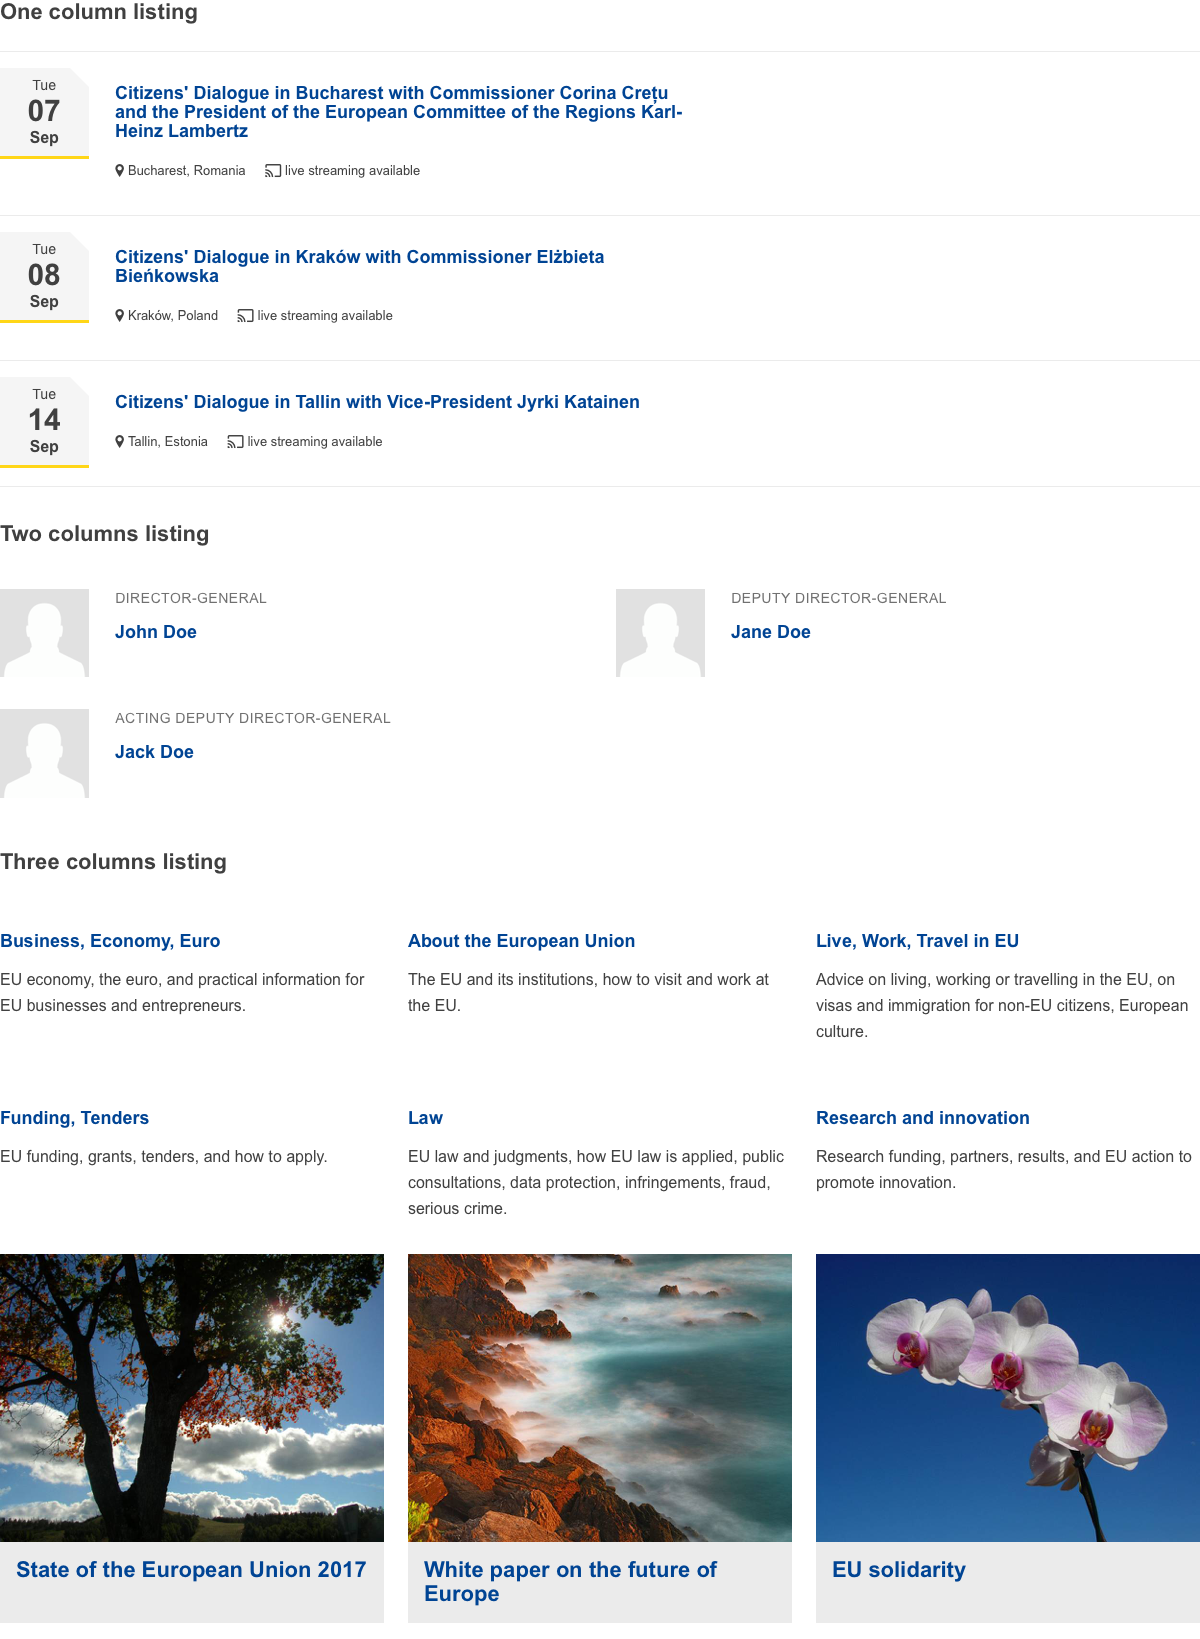 One column listing
Tue
07
Sep
Citizens' Dialogue in Bucharest with Commissioner Corina Crețu
and the President of the European Committee of the Regions Karl-
Heinz Lambertz
Bucharest, Romania live streaming available
Tue
08
Sep
Citizens' Dialogue in Kraków with Commissioner Elżbieta
Bieńkowska
Kraków, Poland live streaming available
Tue
14
Sep
Citizens' Dialogue in Tallin with Vice-President Jyrki Katainen
Tallin, Estonia live streaming available
Two columns listing
DIRECTOR-GENERAL
John Doe
DEPUTY DIRECTOR-GENERAL
Jane Doe
ACTING DEPUTY DIRECTOR-GENERAL
Jack Doe
Three columns listing
Business, Economy, Euro
EU economy, the euro, and practical information for
EU businesses and entrepreneurs.
About the European Union
The EU and its institutions, how to visit and work at
the EU.
Live, Work, Travel in EU
Advice on living, working or travelling in the EU, on
visas and immigration for non-EU citizens, European
culture.
Funding, Tenders
EU funding, grants, tenders, and how to apply.
Law
EU law and judgments, how EU law is applied, public
consultations, data protection, infringements, fraud,
serious crime.
Research and innovation
Research funding, partners, results, and EU action to
promote innovation.
State of the European Union 2017
White paper on the future of
Europe
EU solidarity